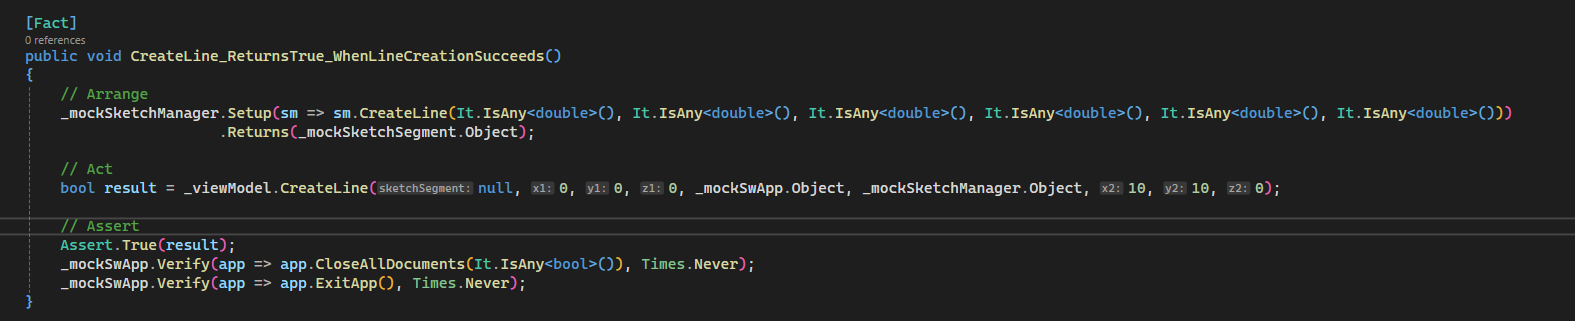 [Fact]
0 references
public void CreateLine_ReturnsTrue_WhenLineCreationSucceeds()
{
// Arrange
_mockSketchManager.Setup(sm => sm.CreateLine(It.IsAny<double>(), It.IsAny<double>(), It.IsAny<double>(), It.IsAny<double>(), It.IsAny<double>(), It.IsAny<double>()))
.Returns(_mockSketchSegment.Object);
// Act
bool result = _viewModel.CreateLine(sketchSegment: null, x1: 0, y1: 0, z1: 0, _mockSwApp.Object, _mockSketchManager.Object, x2: 10, y2: 10, z2: 0);
// Assert
Assert.True(result);
_mockSwApp.Verify(app => app.CloseAllDocuments(It.IsAny<bool>()), Times.Never);
_mockSwApp.Verify(app => app.ExitApp(), Times.Never);
}